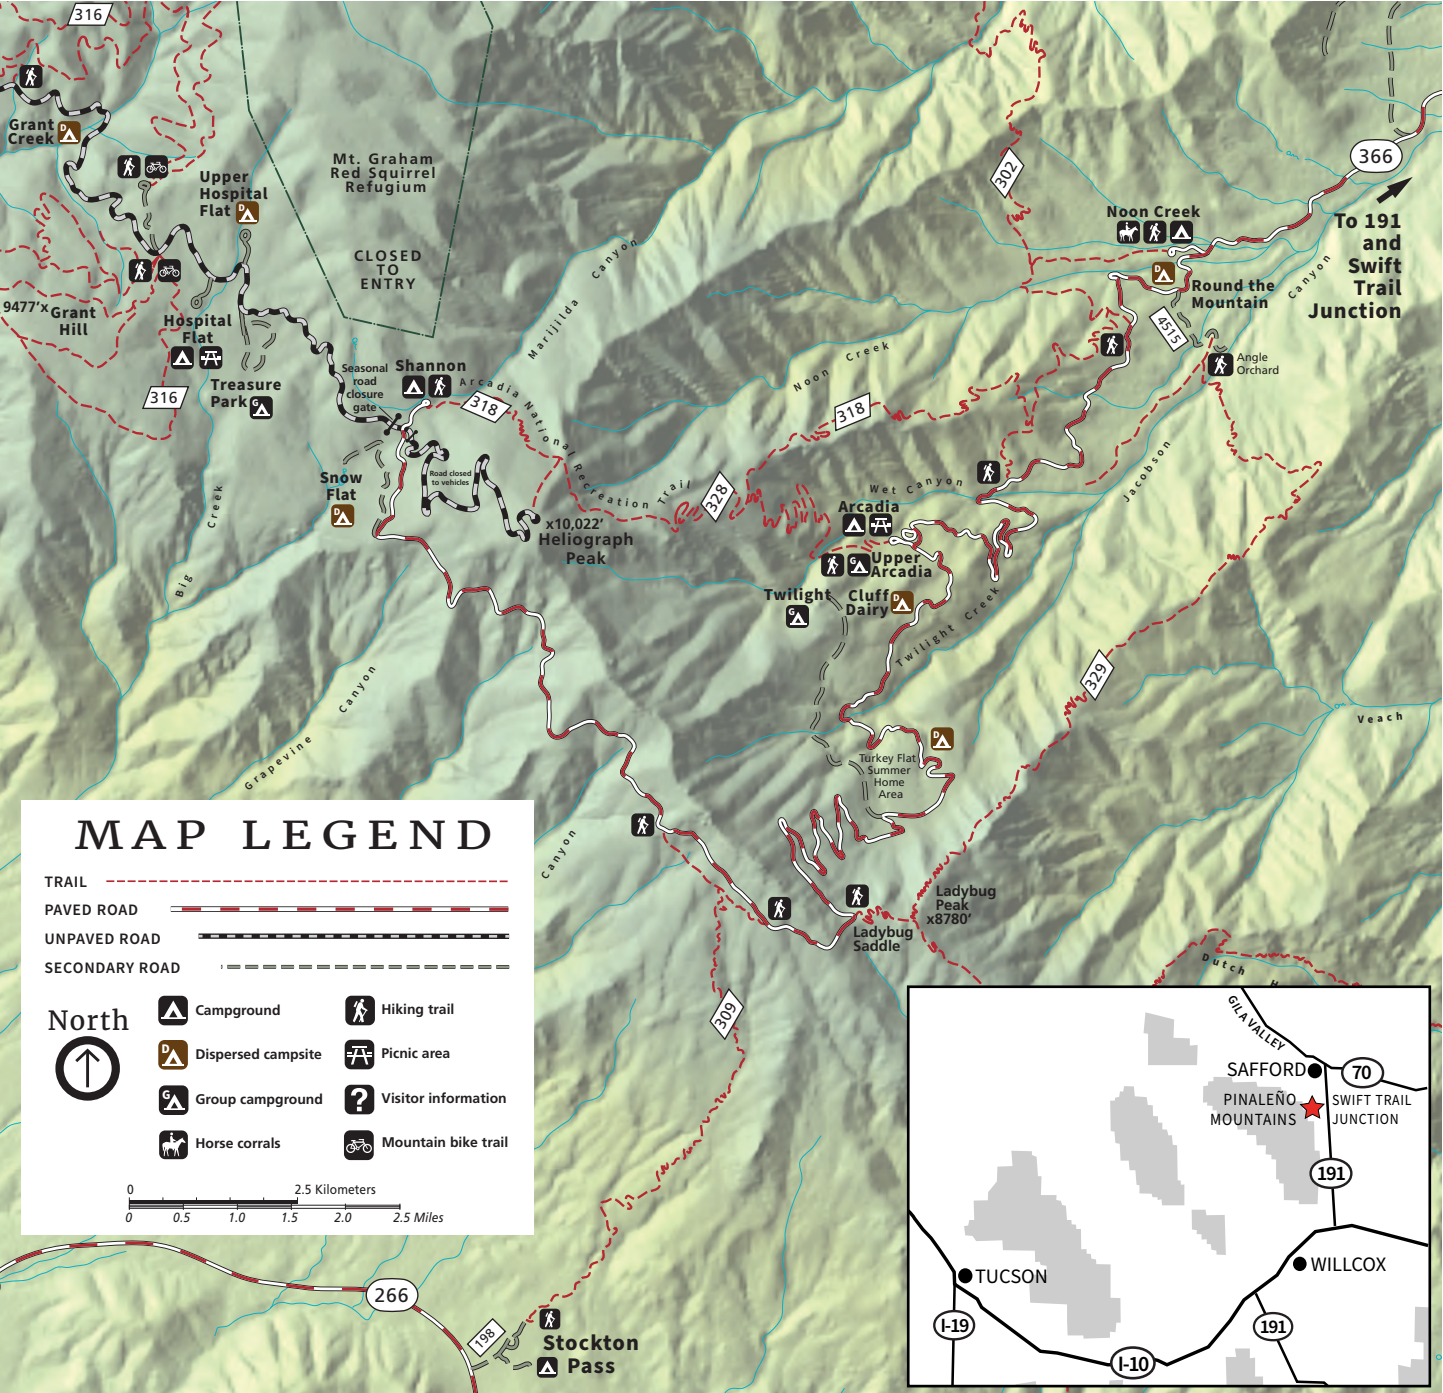 316
Grant
Creek
Upper
Hospital
Flat
Mt. Graham
Red Squirrel
Refugium
CLOSED
TO
ENTRY
302
366
Noon Creek
To 191
and
Swift
Trail
Junction
Round the
Mountain
Canyon
4515
Angle
Orchard
9477’x Grant
Hill
Hospital
Flat
316
Treasure
Park
Seasonal
road
closure
gate
Shannon
Marijilda Canyon
Arcadia National Recreation Trail
318
Noon Creek
318
Snow
Flat
Road closed
to vehicles
x10,022’
Heliograph
Peak
328
Wet Canyon
Jacobson
Arcadia
Upper
Arcadia
Twilight
Cluff
Dairy
Twilight Creek
Big Creek
Grapevine Canyon
329
Veach
Turkey Flat
Summer
Home
Area
Canyon
Ladybug
Peak
x8780’
Ladybug
Saddle
Dutch H
309
MAP LEGEND
TRAIL
PAVED ROAD
UNPAVED ROAD
SECONDARY ROAD
North
Campground
Hiking trail
D
Dispersed campsite
Picnic area
G
Group campground
?
Visitor information
Horse corrals
Mountain bike trail
0 2.5 Kilometers
0 0.5 1.0 1.5 2.0 2.5 Miles
266
198
Stockton
Pass
GILA VALLEY
SAFFORD
70
PINALEÑO
MOUNTAINS
SWIFT TRAIL
JUNCTION
191
TUCSON
WILLCOX
I-19
I-10
191